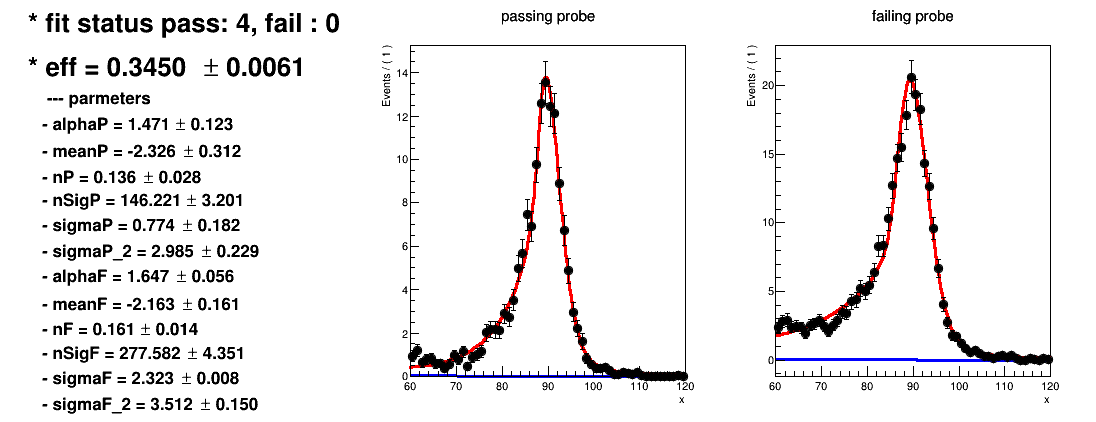 * fit status pass: 4, fail : 0
* eff = 0.3450 ± 0.0061
--- parmeters
- alphaP = 1.471 ± 0.123
- meanP = -2.326 ± 0.312
- nP = 0.136 ± 0.028
- nSigP = 146.221 ± 3.201
- sigmaP = 0.774 ± 0.182
- sigmaP_2 = 2.985 ± 0.229
- alphaF = 1.647 ± 0.056
- meanF = -2.163 ± 0.161
- nF = 0.161 ± 0.014
- nSigF = 277.582 ± 4.351
- sigmaF = 2.323 ± 0.008
- sigmaF_2 = 3.512 ± 0.150
passing probe
Events / ( 1 )
14
12
10
8
6
4
2
0
60 70 80 90 100 110 120
x
failing probe
Events / ( 1 )
20
15
10
5
0
60 70 80 90 100 110 120
x